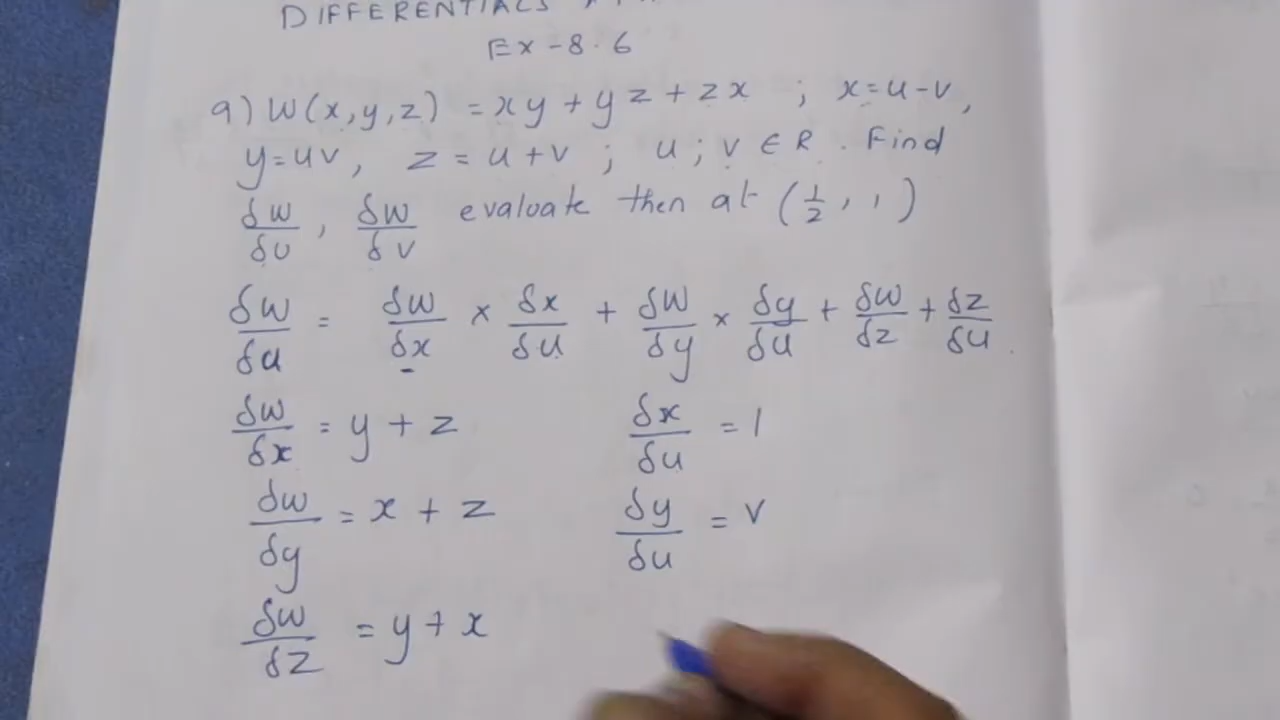 DIFFERENTIALS
Ex - 8.6
9) W(x,y,z) = xy + yz + zx ; x = u - v,
y = uv, z = u + v ; u ; v ∈ R . Find
δw/δu , δw/δv evaluate then at (1/2, 1)
δw/δu = δw/δx × δx/δu + δw/δy × δy/δu + δw/δz + δz/δu
δw/δx = y + z δx/δu = 1
δw/δy = x + z δy/δu = v
δw/δz = y + x